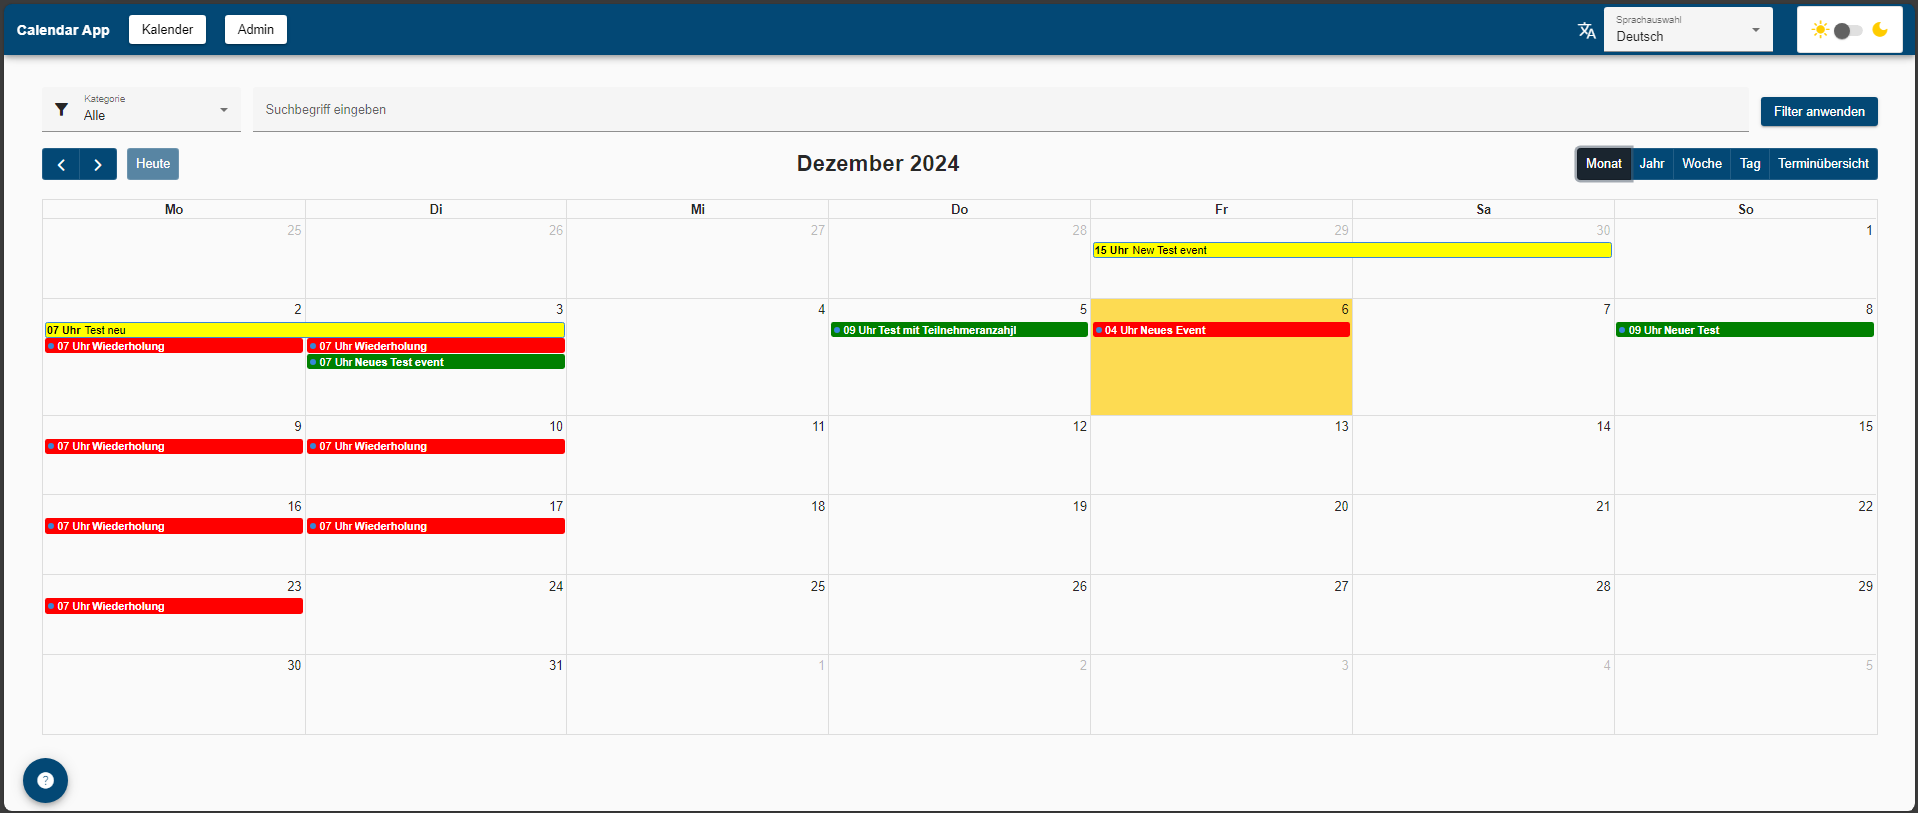 Calendar App Kalender Admin Sprachauswahl
Deutsch
Kategorie
Alle
Suchbegriff eingeben
Filter anwenden
Heute
Dezember 2024
Monat Jahr Woche Tag Terminübersicht
Mo Di Mi Do Fr Sa So
25 26 27 28 29 30 1
15 Uhr New Test event
2 3 4 5 6 7 8
07 Uhr Test neu
09 Uhr Test mit Teilnehmeranzahjl
04 Uhr Neues Event
09 Uhr Neuer Test
07 Uhr Wiederholung
07 Uhr Wiederholung
07 Uhr Neues Test event
9 10 11 12 13 14 15
07 Uhr Wiederholung
07 Uhr Wiederholung
16 17 18 19 20 21 22
07 Uhr Wiederholung
07 Uhr Wiederholung
23 24 25 26 27 28 29
07 Uhr Wiederholung
30 31 1 2 3 4 5
?